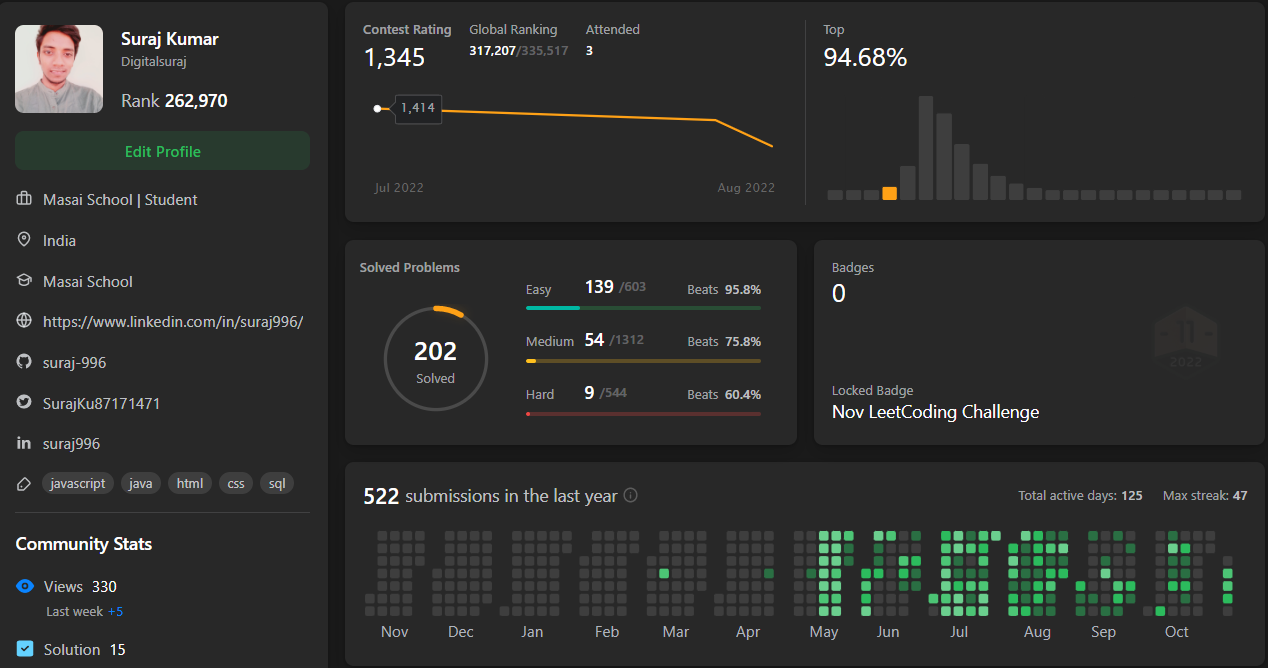 Suraj Kumar
Digitalsuraj
Rank 262,970
Edit Profile
Masai School | Student
India
Masai School
https://www.linkedin.com/in/suraj996/
suraj-996
SurajKu87171471
suraj996
javascript java html css sql
Community Stats
Views 330
Last week +5
Solution 15
Contest Rating
1,345
Global Ranking
317,207/335,517
Attended
3
1,414
Jul 2022
Aug 2022
Top
94.68%
Solved Problems
202
Solved
Easy 139 /603 Beats 95.8%
Medium 54 /1312 Beats 75.8%
Hard 9 /544 Beats 60.4%
Badges
0
11
2022
Locked Badge
Nov LeetCoding Challenge
522 submissions in the last year
Total active days: 125 Max streak: 47
Nov Dec Jan Feb Mar Apr May Jun Jul Aug Sep Oct